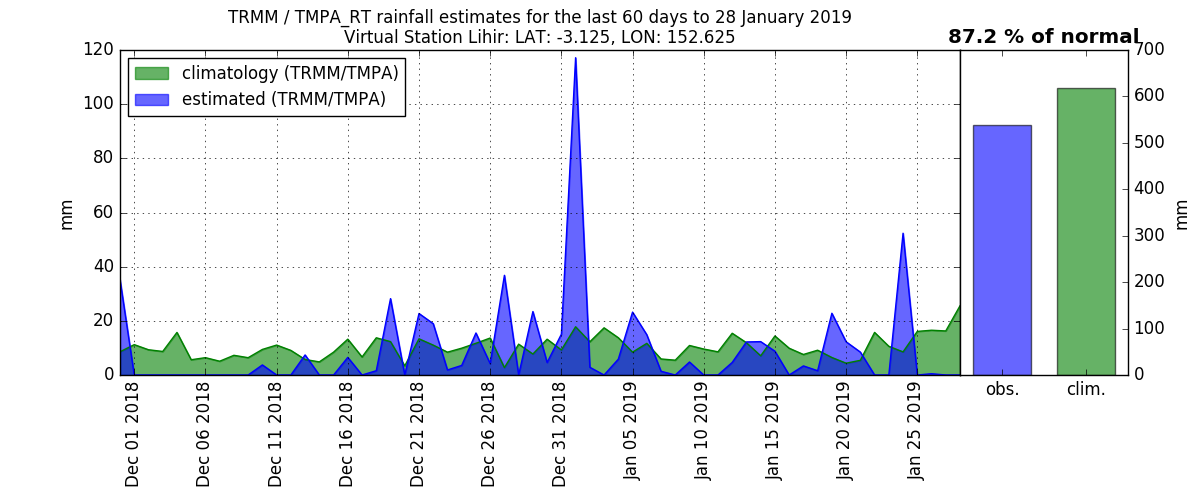 TRMM / TMPA_RT rainfall estimates for the last 60 days to 28 January 2019
Virtual Station Lihir: LAT: -3.125, LON: 152.625
87.2 % of normal
climatology (TRMM/TMPA)
estimated (TRMM/TMPA)
120
100
80
60
40
20
0
mm
Dec 01 2018
Dec 06 2018
Dec 11 2018
Dec 16 2018
Dec 21 2018
Dec 26 2018
Dec 31 2018
Jan 05 2019
Jan 10 2019
Jan 15 2019
Jan 20 2019
Jan 25 2019
700
600
500
400
300
200
100
0
mm
obs.
clim.